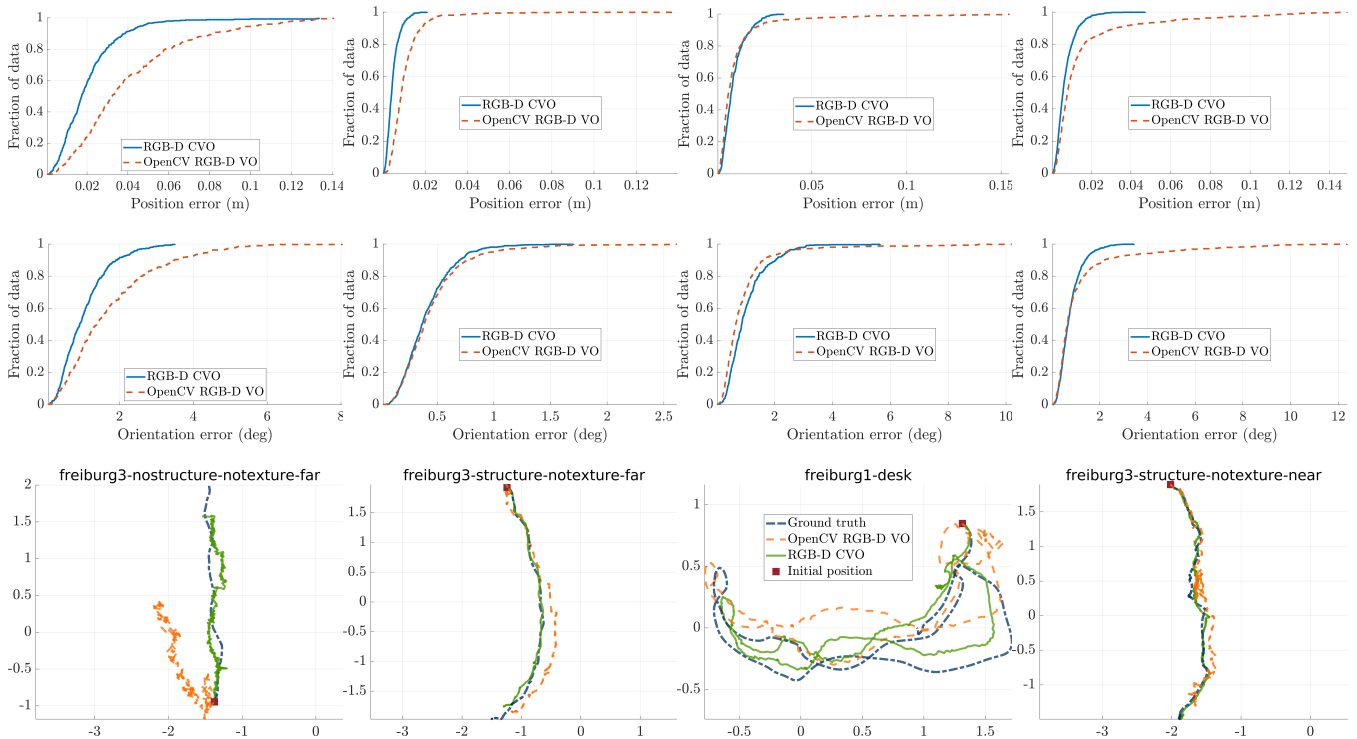 Fraction of data
1
0.8
0.6
0.4
0.2
0
0.02 0.04 0.06 0.08 0.1 0.12 0.14
Position error (m)
RGB-D CVO
OpenCV RGB-D VO
Fraction of data
1
0.8
0.6
0.4
0.2
0
0.02 0.04 0.06 0.08 0.1 0.12
Position error (m)
RGB-D CVO
OpenCV RGB-D VO
Fraction of data
1
0.8
0.6
0.4
0.2
0
0.05 0.1 0.15
Position error (m)
RGB-D CVO
OpenCV RGB-D VO
Fraction of data
1
0.8
0.6
0.4
0.2
0
0.02 0.04 0.06 0.08 0.1 0.12 0.14
Position error (m)
RGB-D CVO
OpenCV RGB-D VO
Fraction of data
1
0.8
0.6
0.4
0.2
0
2 4 6 8
Orientation error (deg)
RGB-D CVO
OpenCV RGB-D VO
Fraction of data
1
0.8
0.6
0.4
0.2
0
0.5 1 1.5 2 2.5
Orientation error (deg)
RGB-D CVO
OpenCV RGB-D VO
Fraction of data
1
0.8
0.6
0.4
0.2
0
2 4 6 8 10
Orientation error (deg)
RGB-D CVO
OpenCV RGB-D VO
Fraction of data
1
0.8
0.6
0.4
0.2
0
2 4 6 8 10 12
Orientation error (deg)
RGB-D CVO
OpenCV RGB-D VO
freiburg3-nostructure-notexture-far
2
1.5
1
0.5
0
-0.5
-1
-3 -2 -1 0
freiburg3-structure-notexture-far
1.5
1
0.5
0
-0.5
-1
-1.5
-3 -2 -1 0 1
freiburg1-desk
1
0.5
0
-0.5
-0.5 0 0.5 1 1.5
Ground truth
OpenCV RGB-D VO
RGB-D CVO
Initial position
freiburg3-structure-notexture-near
1.5
1
0.5
0
-0.5
-1
-3 -2 -1 0